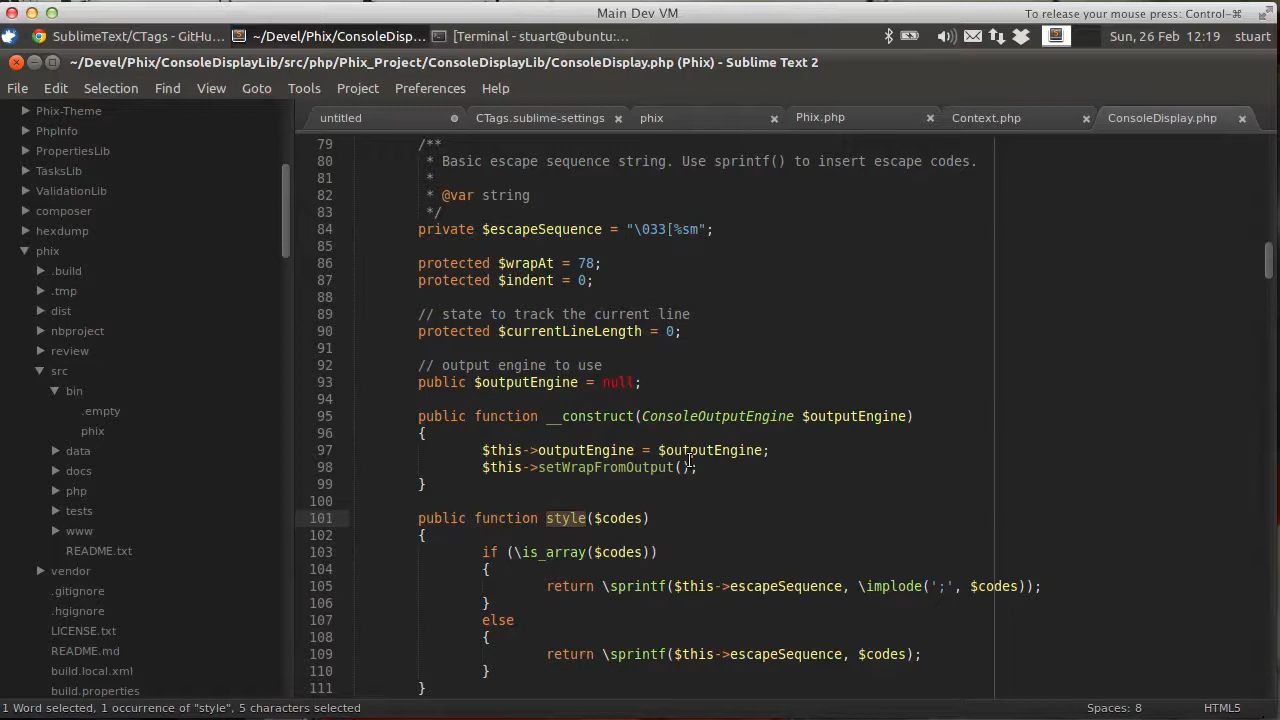 Main Dev VM
To release your mouse press: Control-⌘
SublimeText/CTags - GitHu...
~/Devel/Phix/ConsoleDisp...
[Terminal - stuart@ubuntu:...
Sun, 26 Feb 12:19 stuart
~/Devel/Phix/ConsoleDisplayLib/src/php/Phix_Project/ConsoleDisplayLib/ConsoleDisplay.php (Phix) - Sublime Text 2
File Edit Selection Find View Goto Tools Project Preferences Help
Phix-Theme
PhpInfo
PropertiesLib
TasksLib
ValidationLib
composer
hexdump
phix
.build
.tmp
dist
nbproject
review
src
bin
.empty
phix
data
docs
php
tests
www
README.txt
vendor
.gitignore
.hgignore
LICENSE.txt
README.md
build.local.xml
build.properties
untitled
CTags.sublime-settings
phix
Phix.php
Context.php
ConsoleDisplay.php
79 /**
80 * Basic escape sequence string. Use sprintf() to insert escape codes.
81 *
82 * @var string
83 */
84 private $escapeSequence = "\033[%sm";
85
86 protected $wrapAt = 78;
87 protected $indent = 0;
88
89 // state to track the current line
90 protected $currentLineLength = 0;
91
92 // output engine to use
93 public $outputEngine = null;
94
95 public function __construct(ConsoleOutputEngine $outputEngine)
96 {
97 $this->outputEngine = $outputEngine;
98 $this->setWrapFromOutput();
99 }
100
101 public function style($codes)
102 {
103 if (\is_array($codes))
104 {
105 return \sprintf($this->escapeSequence, \implode(';', $codes));
106 }
107 else
108 {
109 return \sprintf($this->escapeSequence, $codes);
110 }
111 }
1 Word selected, 1 occurrence of "style", 5 characters selected
Spaces: 8
HTML5